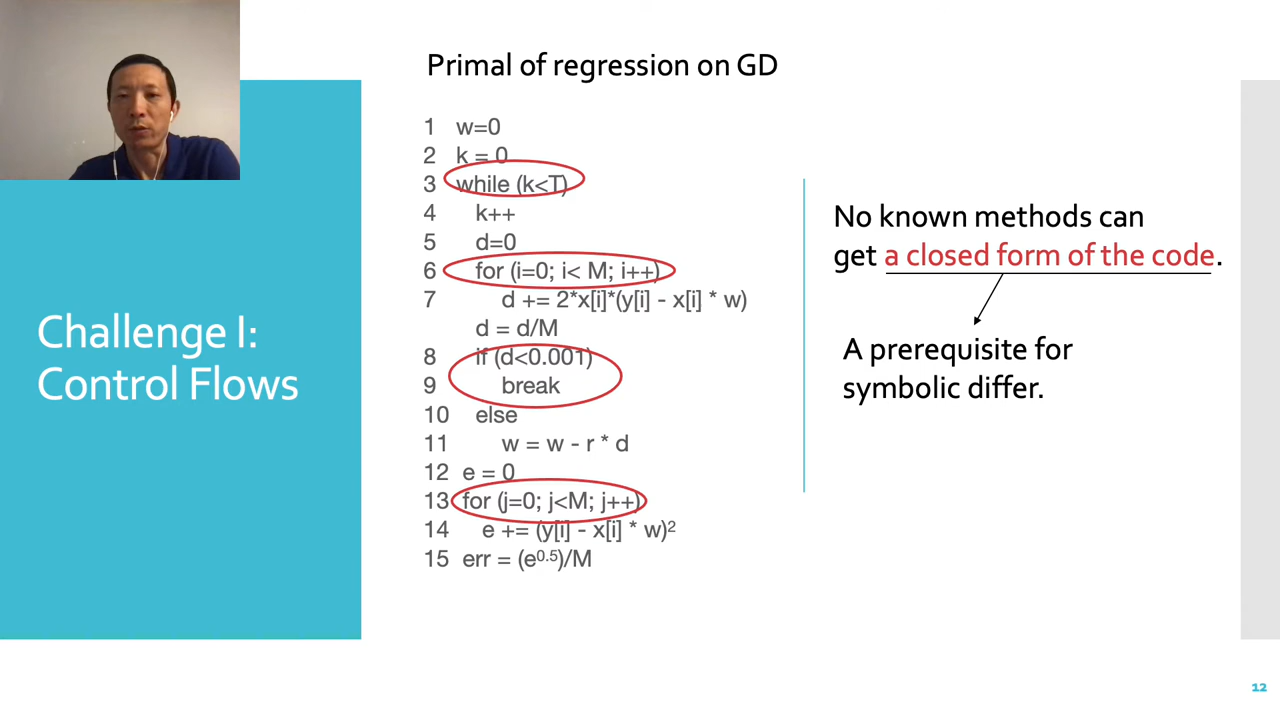 Primal of regression on GD
1 w=0
2 k = 0
3 while (k<T)
4 k++
5 d=0
6 for (i=0; i< M; i++)
7 d += 2*x[i]*(y[i] - x[i] * w)
d = d/M
8 if (d<0.001)
9 break
10 else
11 w = w - r * d
12 e = 0
13 for (j=0; j<M; j++)
14 e += (y[i] - x[i] * w)²
15 err = (e⁰·⁵)/M
Challenge I:
Control Flows
No known methods can
get a closed form of the code.
A prerequisite for
symbolic differ.
12